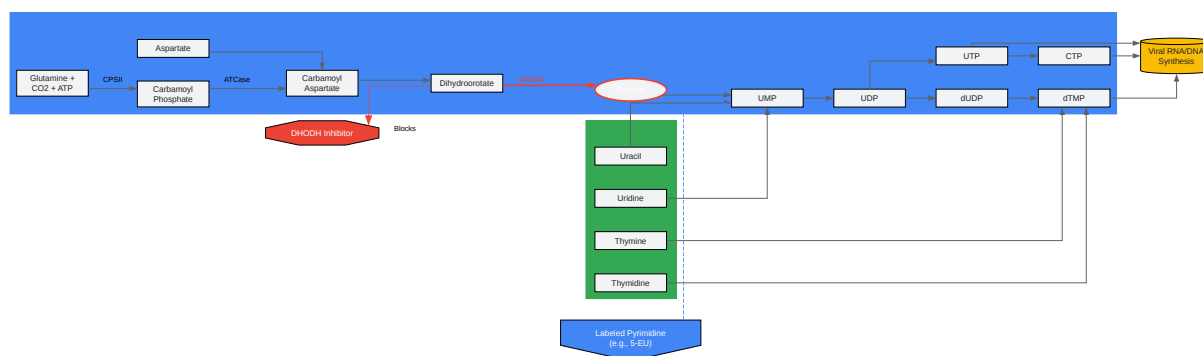 Aspartate
Glutamine +
CO2 + ATP
CPSII
Carbamoyl
Phosphate
ATCase
Carbamoyl
Aspartate
Dihydroorotate
UMP
UDP
UTP
CTP
dUDP
dTMP
Viral RNA/DNA
Synthesis
DHODH Inhibitor
Blocks
Uracil
Uridine
Thymine
Thymidine
Labeled Pyrimidine
(e.g., 5-EU)